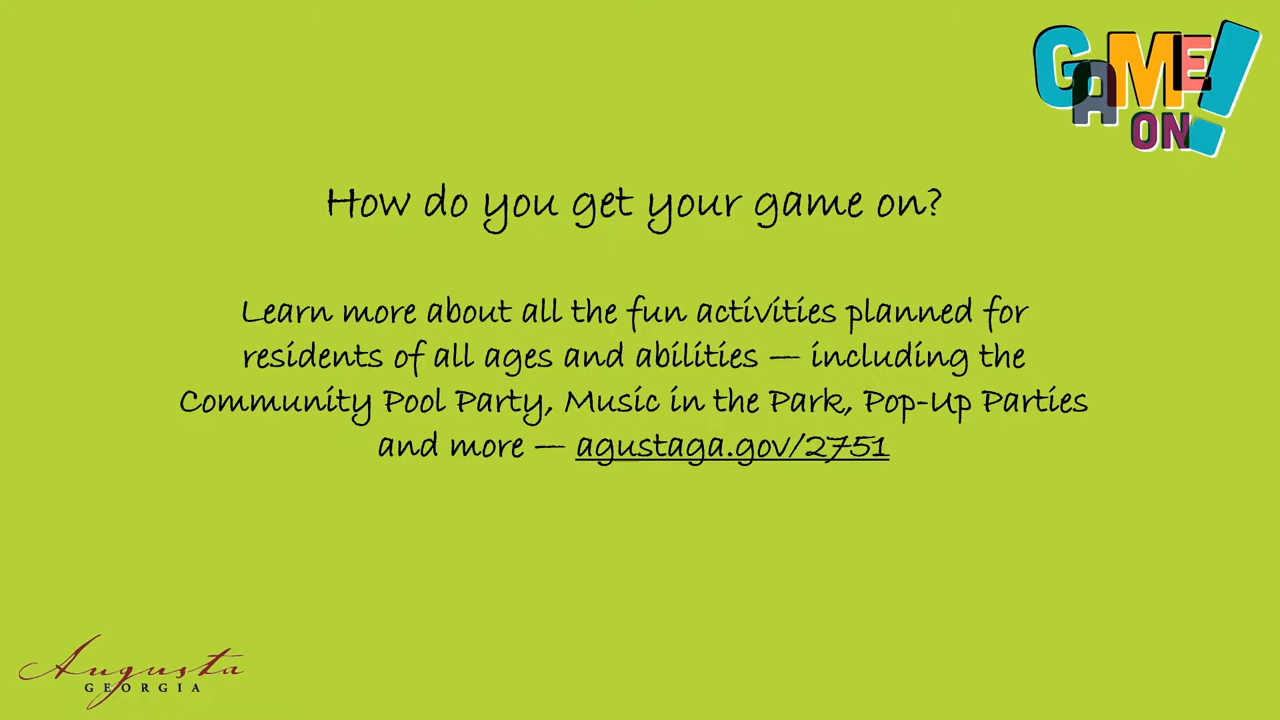 GAME
ON!
How do you get your game on?
Learn more about all the fun activities planned for
residents of all ages and abilities — including the
Community Pool Party, Music in the Park, Pop-Up Parties
and more — agustaga.gov/2751
Augusta
GEORGIA